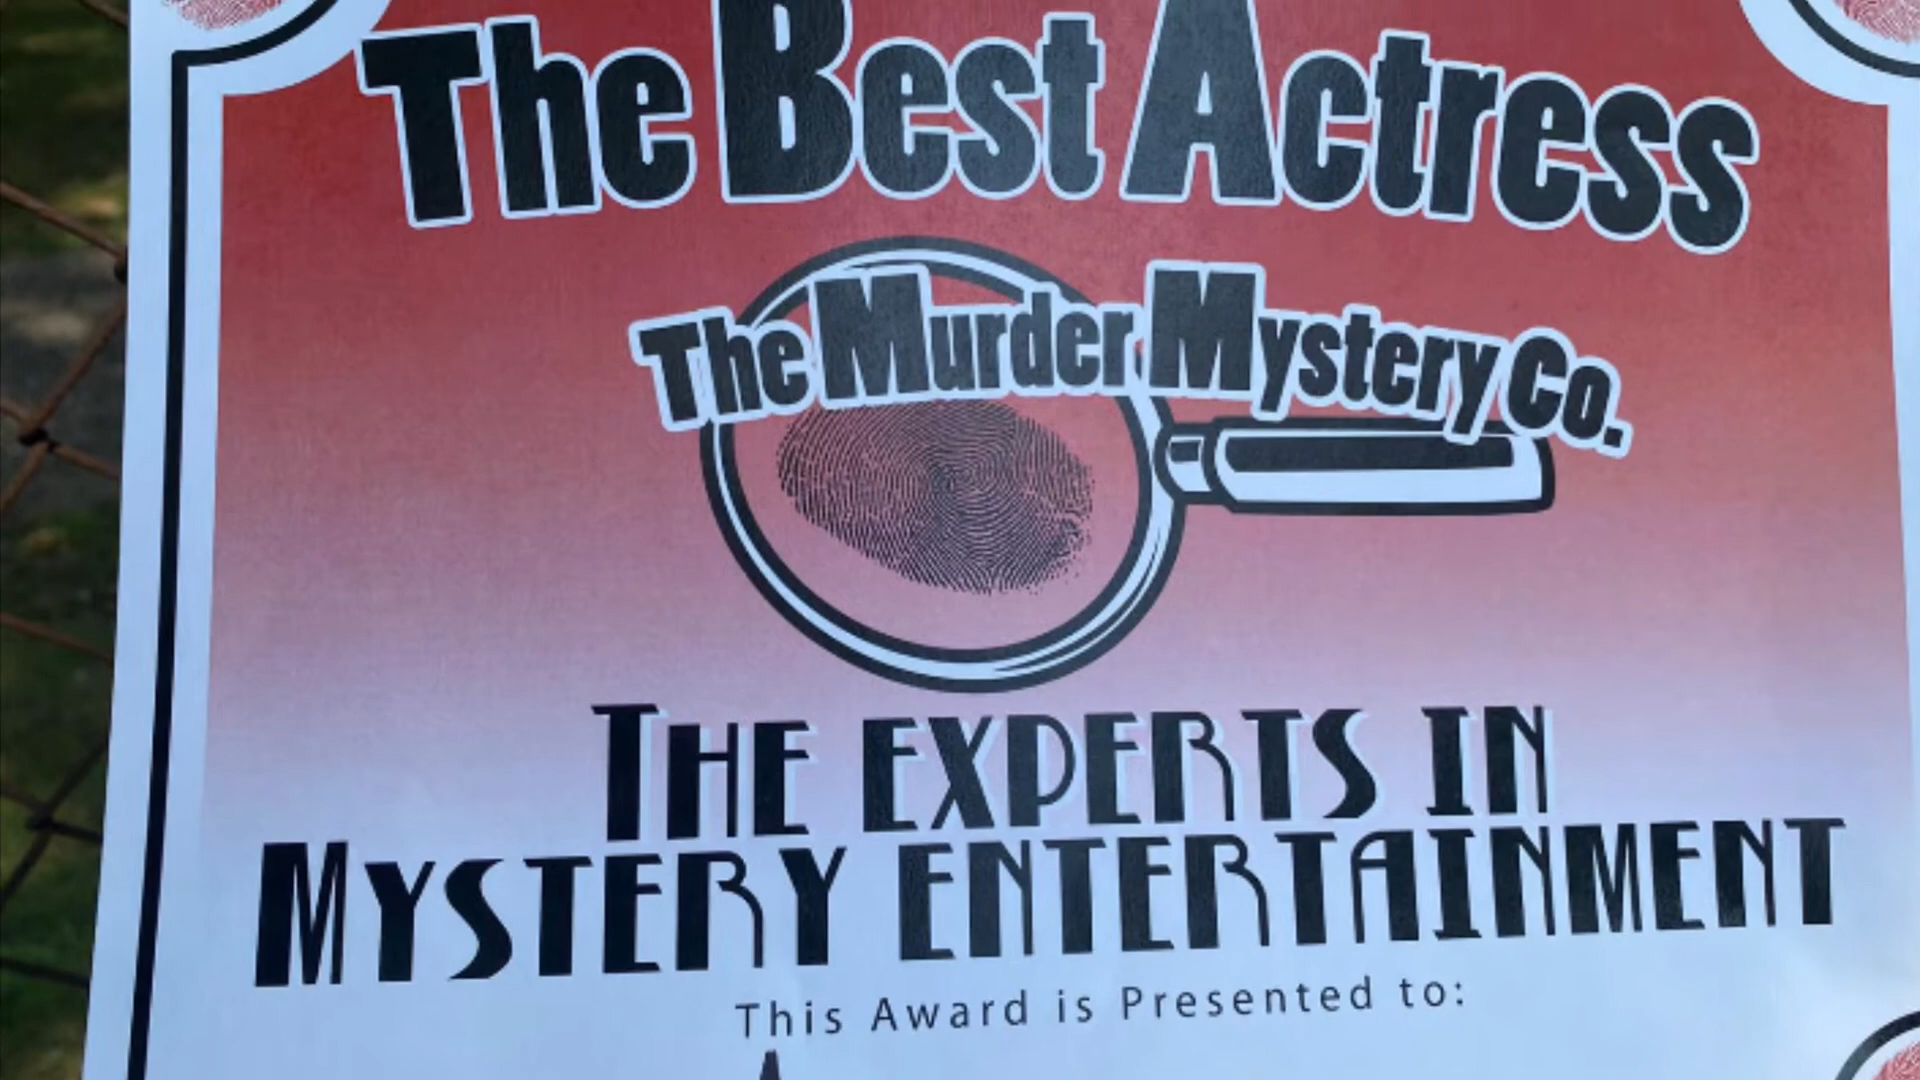 The Best Actress
The Murder Mystery Co.
The Experts in
Mystery Entertainment
This Award is Presented to: